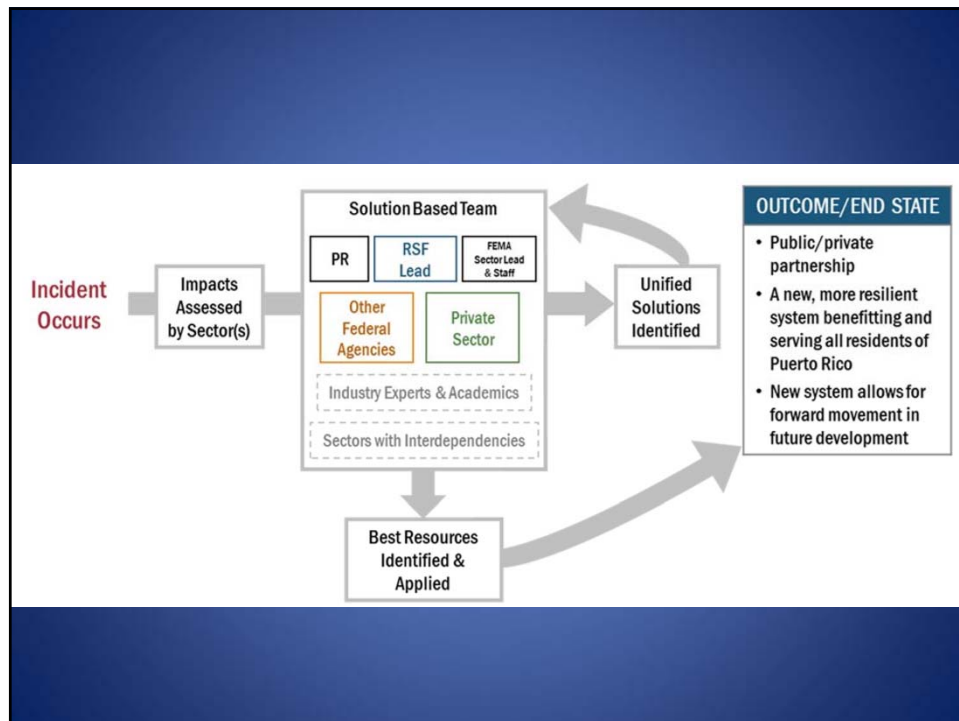 Incident
Occurs
Impacts
Assessed
by Sector(s)
Solution Based Team
PR
RSF
Lead
FEMA
Sector Lead
& Staff
Other
Federal
Agencies
Private
Sector
Industry Experts & Academics
Sectors with Interdependencies
Unified
Solutions
Identified
Best Resources
Identified &
Applied
OUTCOME/END STATE
• Public/private
partnership
• A new, more resilient
system benefitting and
serving all residents of
Puerto Rico
• New system allows for
forward movement in
future development